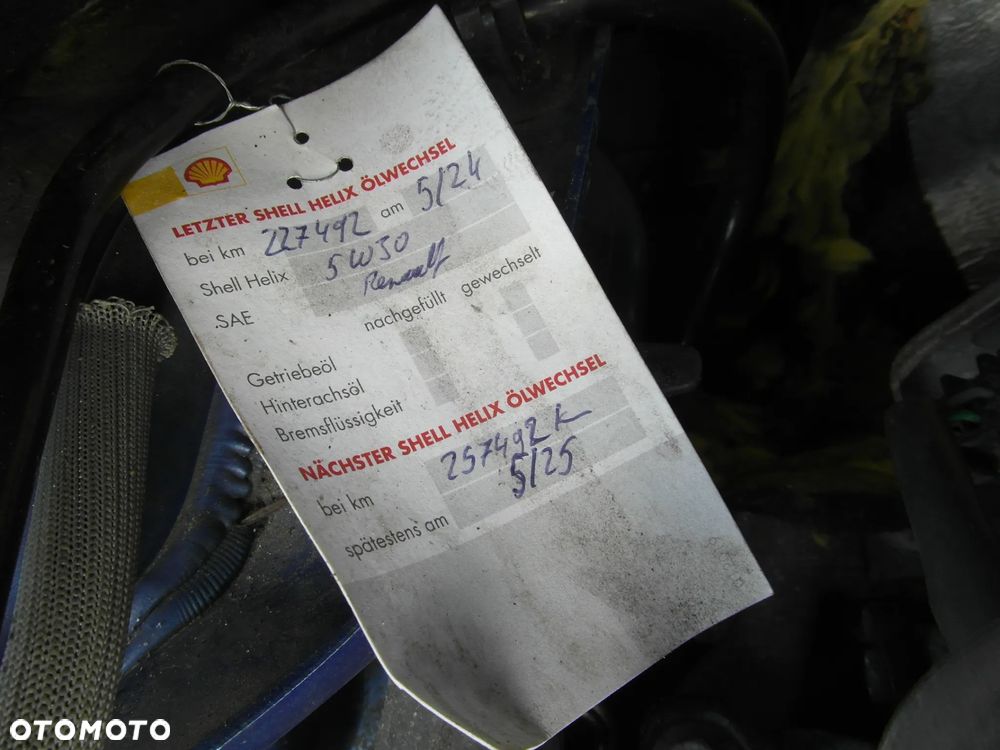 LETZTER SHELL HELIX ÖLWECHSEL
bei km 227492 am 5/24
Shell Helix 5W30
SAE Renault
nachgefüllt gewechselt
Getriebeöl
Hinterachsöl
Bremsflüssigkeit
NÄCHSTER SHELL HELIX ÖLWECHSEL
bei km 257492 K
spätestens am 5/25
OTOMOTO